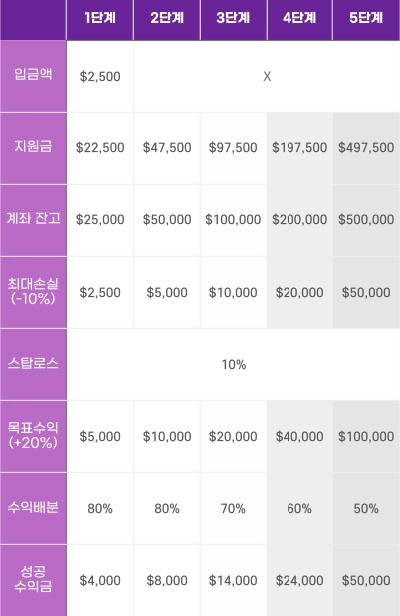 1단계 2단계 3단계 4단계 5단계
입금액 $2,500 X
지원금 $22,500 $47,500 $97,500 $197,500 $497,500
계좌 잔고 $25,000 $50,000 $100,000 $200,000 $500,000
최대손실
(-10%) $2,500 $5,000 $10,000 $20,000 $50,000
스탑로스 10%
목표수익
(+20%) $5,000 $10,000 $20,000 $40,000 $100,000
수익배분 80% 80% 70% 60% 50%
성공
수익금 $4,000 $8,000 $14,000 $24,000 $50,000